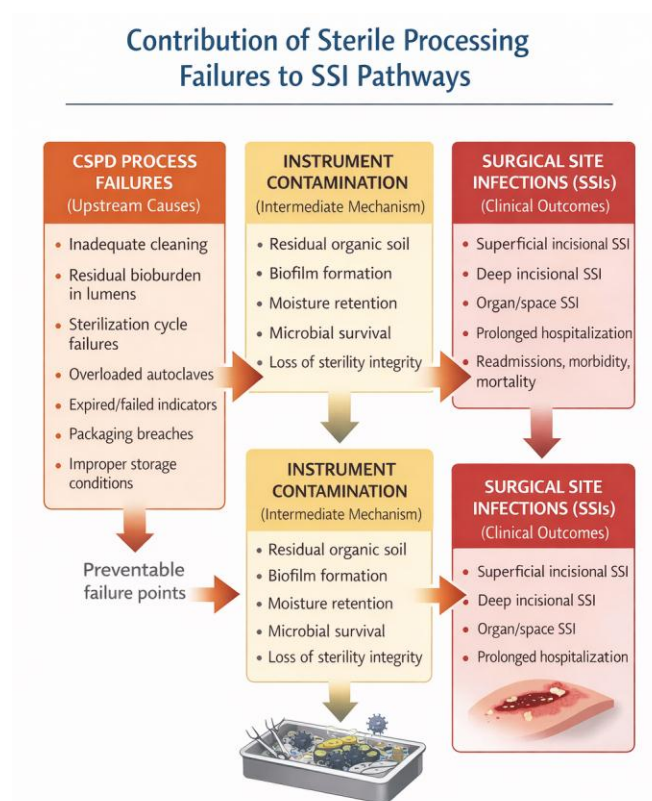 Contribution of Sterile Processing
Failures to SSI Pathways
CSPD PROCESS
FAILURES
(Upstream Causes)
• Inadequate cleaning
• Residual bioburden
in lumens
• Sterilization cycle
failures
• Overloaded autoclaves
• Expired/failed indicators
• Packaging breaches
• Improper storage
conditions
INSTRUMENT
CONTAMINATION
(Intermediate Mechanism)
• Residual organic soil
• Biofilm formation
• Moisture retention
• Microbial survival
• Loss of sterility integrity
SURGICAL SITE
INFECTIONS (SSIs)
(Clinical Outcomes)
• Superficial incisional SSI
• Deep incisional SSI
• Organ/space SSI
• Prolonged hospitalization
• Readmissions, morbidity,
mortality
Preventable
failure points
INSTRUMENT
CONTAMINATION
(Intermediate Mechanism)
• Residual organic soil
• Biofilm formation
• Moisture retention
• Microbial survival
• Loss of sterility integrity
SURGICAL SITE
INFECTIONS (SSIs)
(Clinical Outcomes)
• Superficial incisional SSI
• Deep incisional SSI
• Organ/space SSI
• Prolonged hospitalization